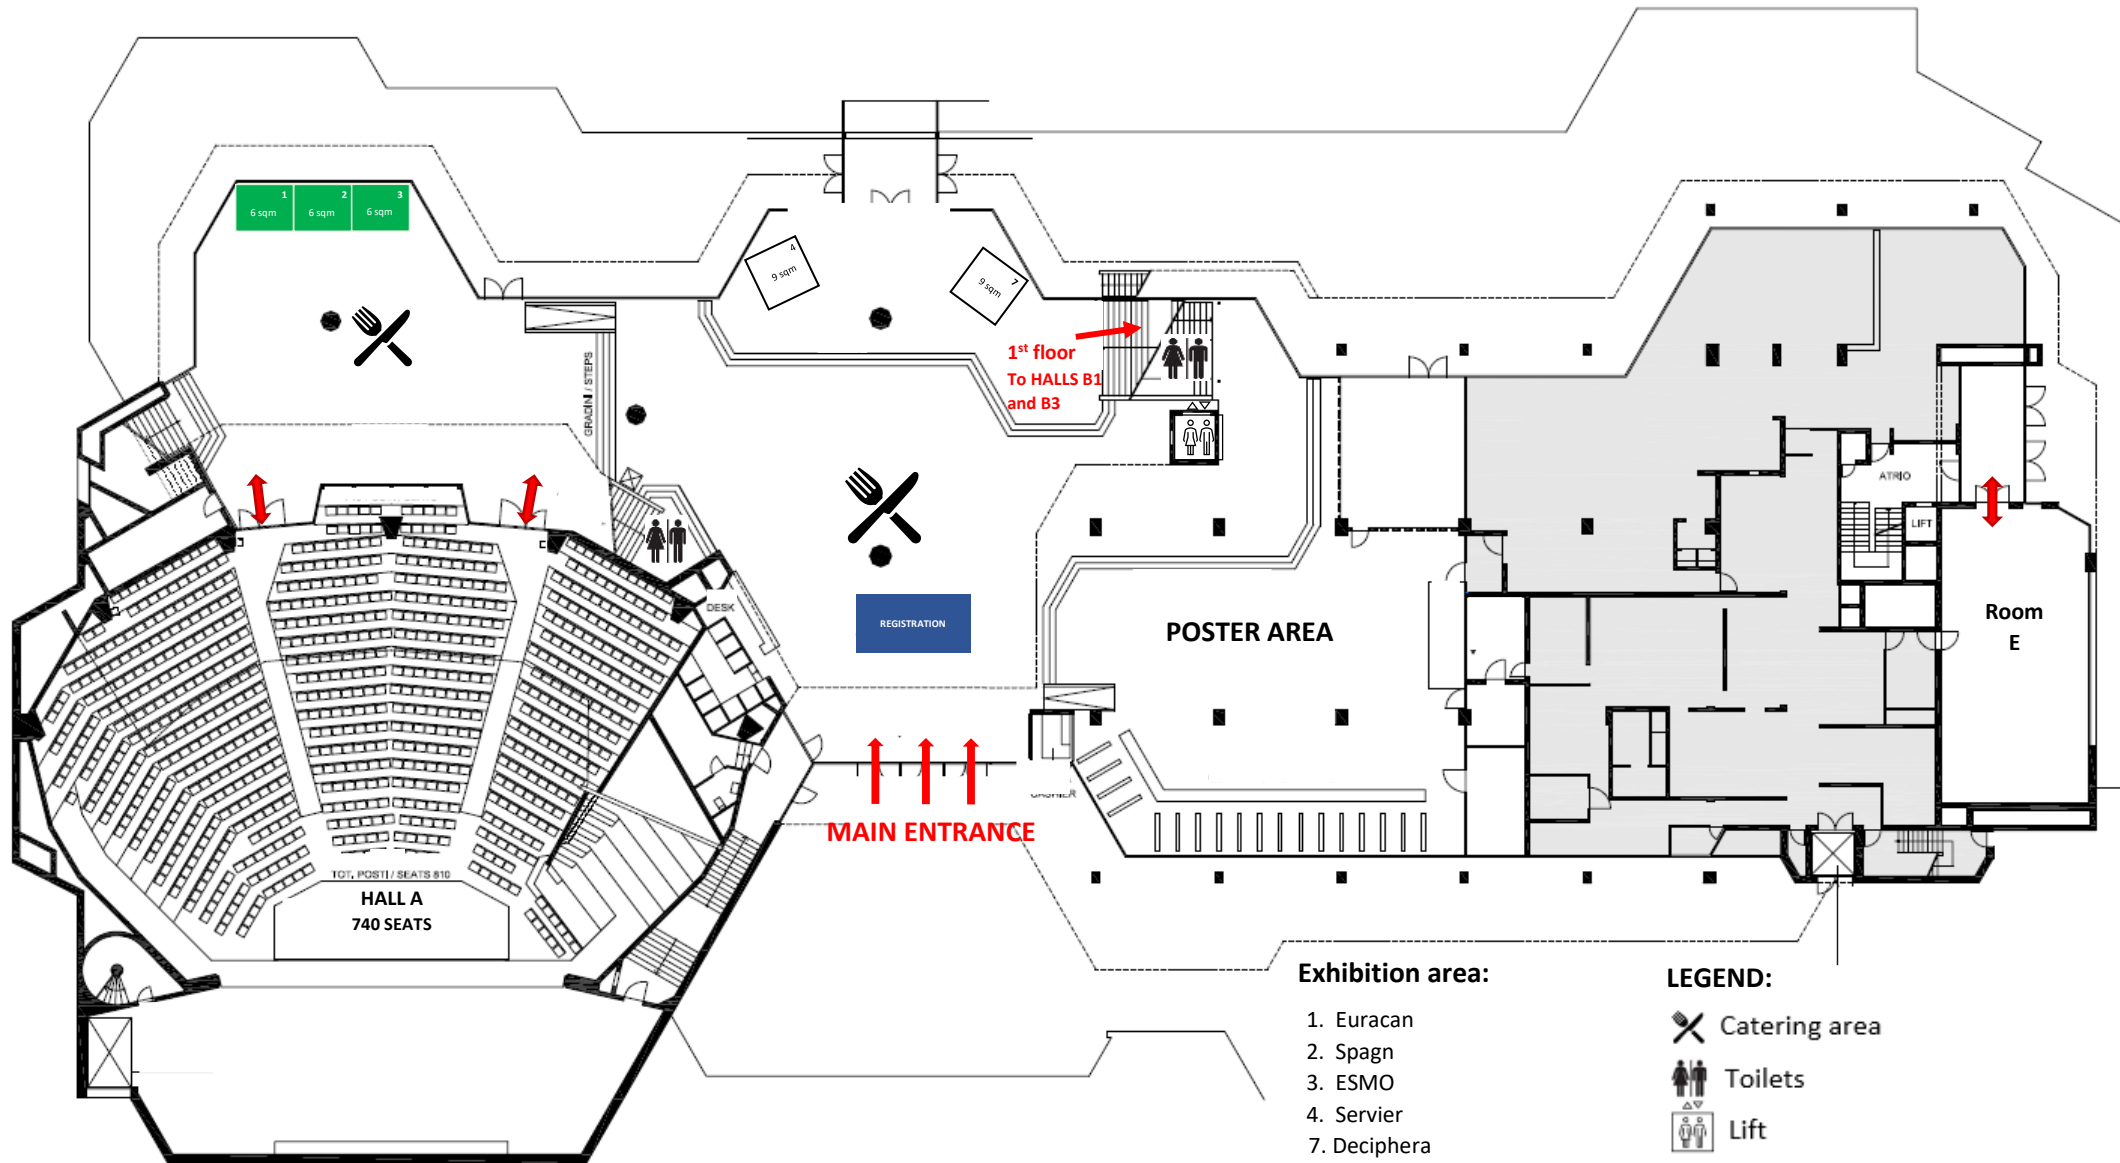 1
2
3
6 sqm
6 sqm
6 sqm
4
9 sqm
7
9 sqm
1st floor
To HALLS B1
and B3
GRADINI / STEPS
ATRIO
LIFT
DESK
REGISTRATION
POSTER AREA
Room
E
MAIN ENTRANCE
TOT. POSTI / SEATS 810
HALL A
740 SEATS
Exhibition area:
1. Euracan
2. Spagn
3. ESMO
4. Servier
7. Deciphera
LEGEND:
Catering area
Toilets
Lift